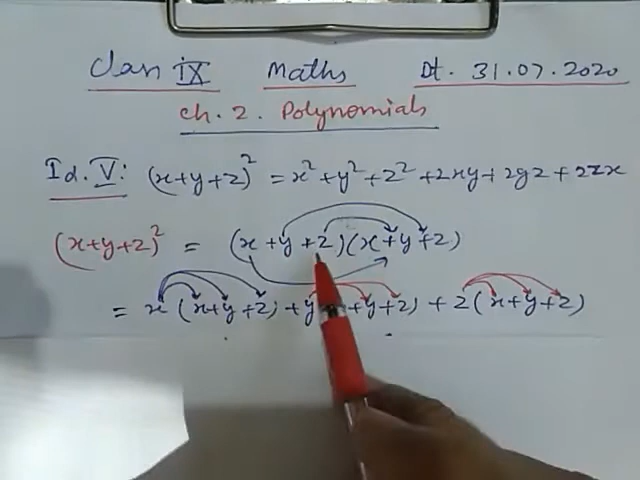 Class IX Maths Dt. 31.07.2020
Ch. 2. Polynomials
Id. V: (x+y+z)² = x²+y²+z²+2xy+2yz+2zx
(x+y+z)² = (x+y+z)(x+y+z)
= x(x+y+z)+y +y+z)+z(x+y+z)